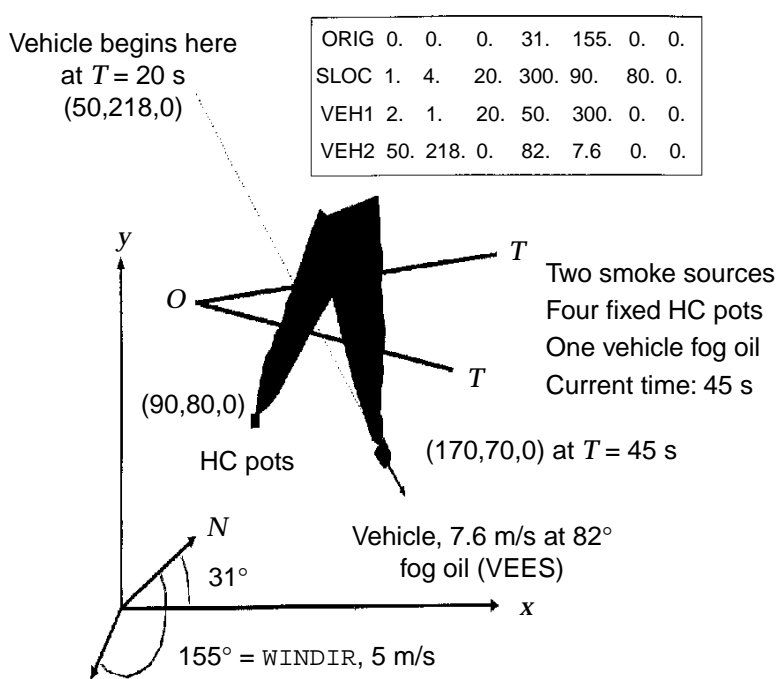 Vehicle begins here
at T = 20 s
(50,218,0)
ORIG 0. 0. 0. 31. 155. 0. 0.
SLOC 1. 4. 20. 300. 90. 80. 0.
VEH1 2. 1. 20. 50. 300. 0. 0.
VEH2 50. 218. 0. 82. 7.6 0. 0.
y
O
T
T
Two smoke sources
Four fixed HC pots
One vehicle fog oil
Current time: 45 s
(90,80,0)
HC pots
(170,70,0) at T = 45 s
N
31°
Vehicle, 7.6 m/s at 82°
fog oil (VEES)
x
155° = WINDIR, 5 m/s